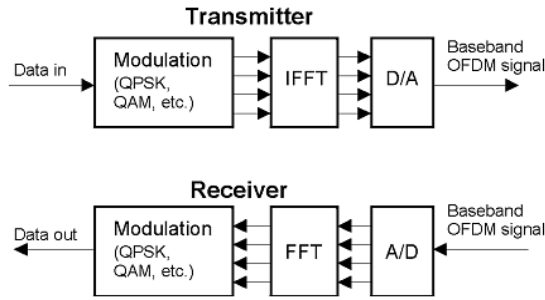 Transmitter
Data in
Modulation
(QPSK,
QAM, etc.)
IFFT
D/A
Baseband
OFDM signal
Receiver
Data out
Modulation
(QPSK,
QAM, etc.)
FFT
A/D
Baseband
OFDM signal